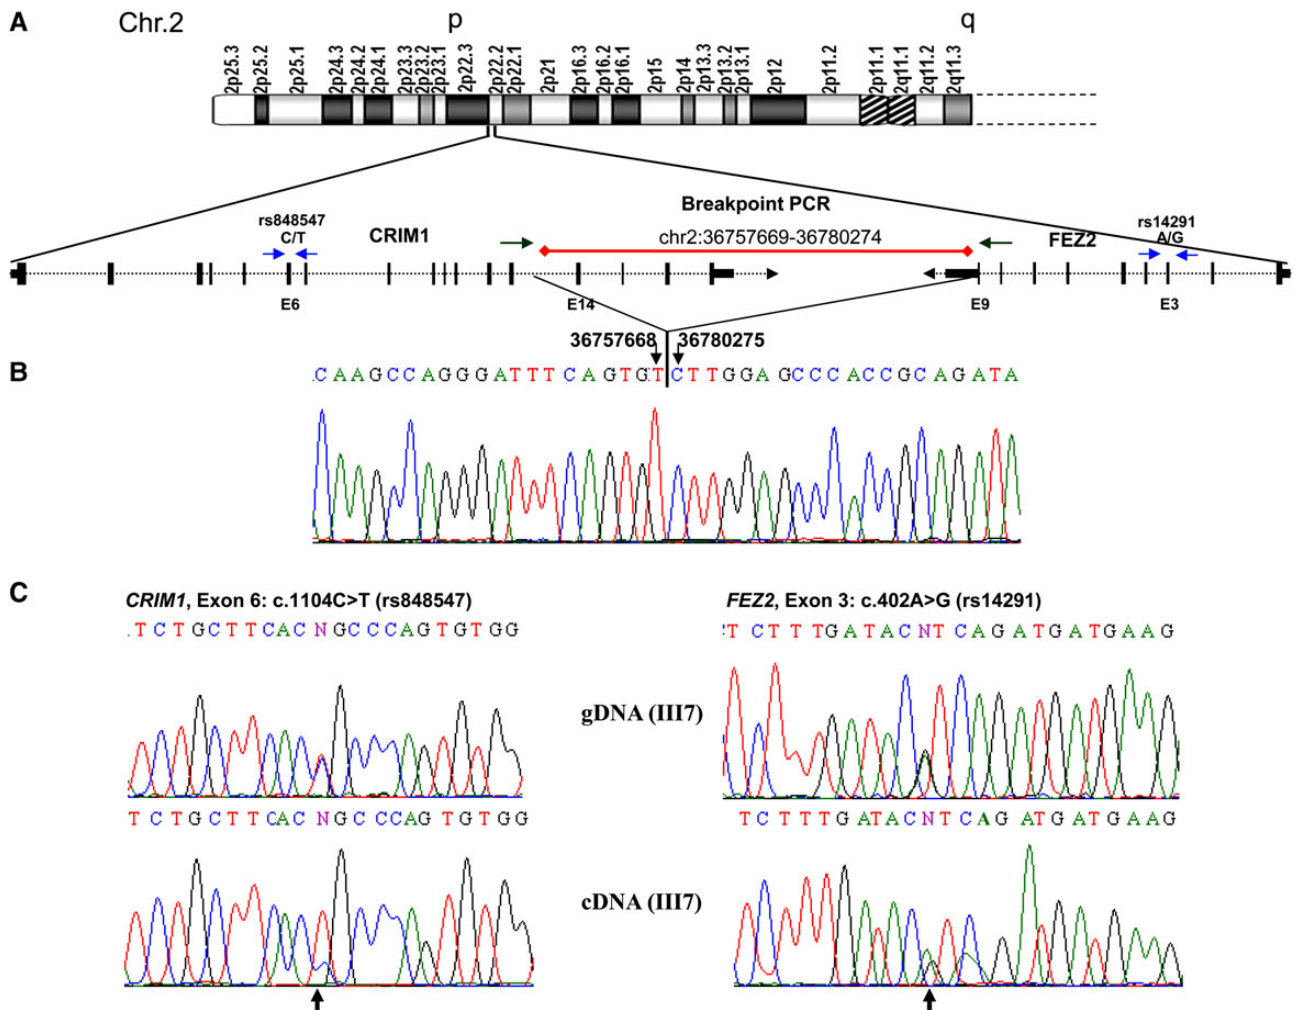 A
Chr.2
p
q
2p25.3
2p25.2
2p25.1
2p24.3
2p24.2
2p24.1
2p23.3
2p23.2
2p23.1
2p22.3
2p22.2
2p22.1
2p21
2p16.3
2p16.2
2p16.1
2p15
2p14
2p13.3
2p13.2
2p13.1
2p12
2p11.2
2p11.1
2q11.1
2q11.2
2q11.3
Breakpoint PCR
rs848547
C/T
CRIM1
chr2:36757669-36780274
FEZ2
rs14291
A/G
E6
E14
E9
E3
36757668
36780275
B
CAAGCCAGGGATTTCAGTGTCTTGGAGCCCACCGCAGATA
C
CRIM1, Exon 6: c.1104C>T (rs848547)
FEZ2, Exon 3: c.402A>G (rs14291)
TCTGCTTCACNGCCCAGTGTGG
TCTTTGATACNTCAGATGATGAAG
gDNA (III7)
TCTGCTTCACNGCCCAGTGTGG
TCTTTGATACNTCAGATGATGAAG
cDNA (III7)